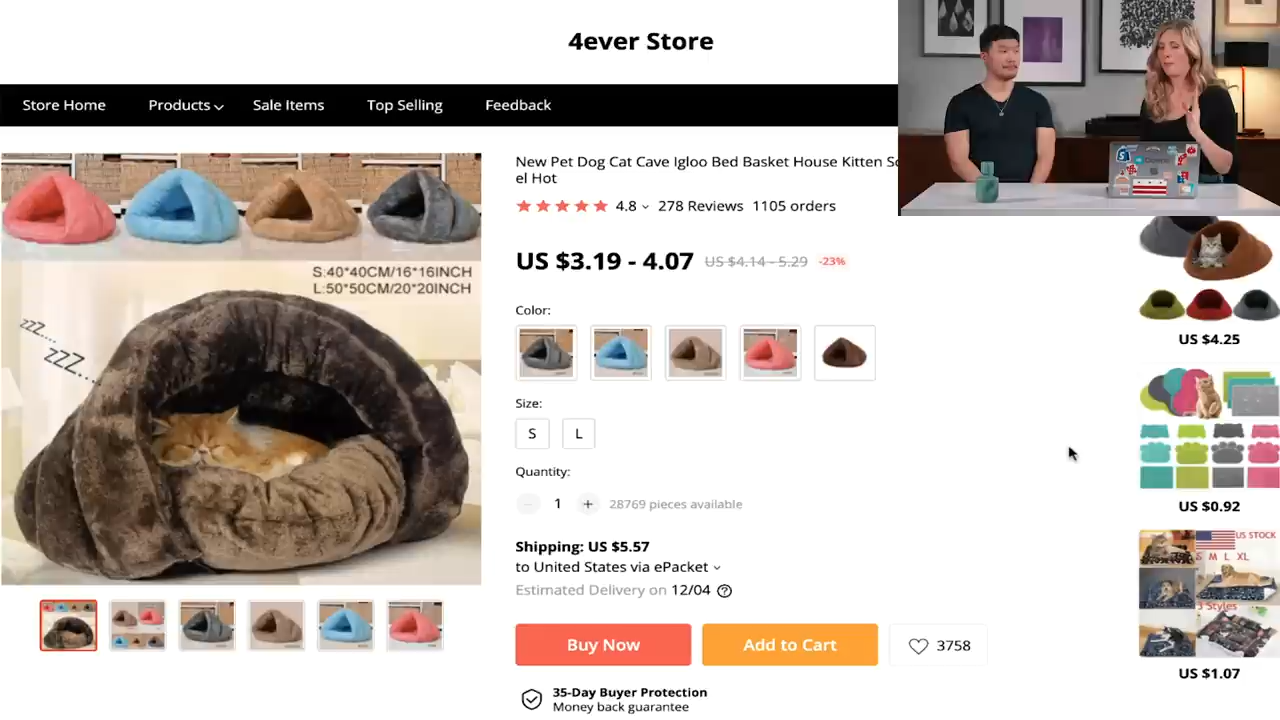 4ever Store
Store Home
Products
Sale Items
Top Selling
Feedback
S:40*40CM/16*16INCH
L:50*50CM/20*20INCH
zzz...
zzz...
New Pet Dog Cat Cave Igloo Bed Basket House Kitten
el Hot
4.8 278 Reviews 1105 orders
US $3.19 - 4.07 US $4.14 - 5.29 -23%
Color:
Size:
S L
Quantity:
1 + 28769 pieces available
Shipping: US $5.57
to United States via ePacket
Estimated Delivery on 12/04 ?
Buy Now
Add to Cart
3758
35-Day Buyer Protection
Money back guarantee
US $4.25
US $0.92
US STOCK
S M L XL
3 Styles
US $1.07